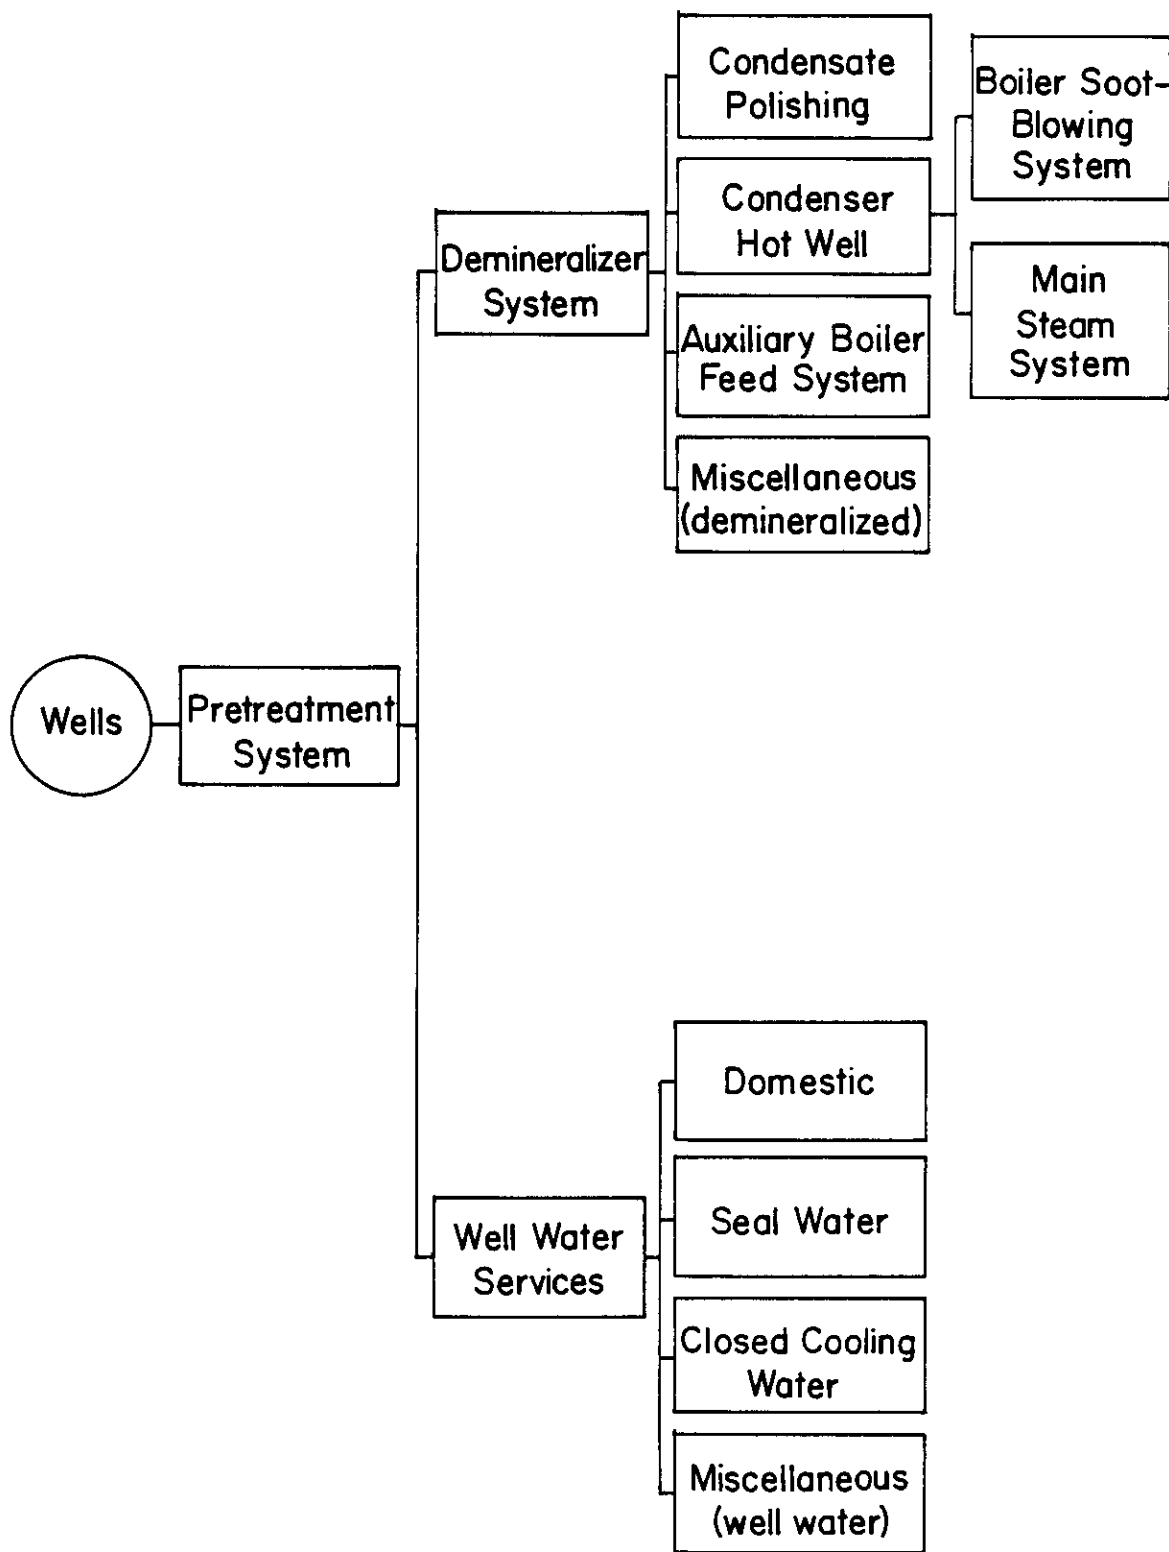 Wells
Pretreatment
System
Demineralizer
System
Condensate
Polishing
Condenser
Hot Well
Auxiliary Boiler
Feed System
Miscellaneous
(demineralized)
Boiler Soot-
Blowing
System
Main
Steam
System
Well Water
Services
Domestic
Seal Water
Closed Cooling
Water
Miscellaneous
(well water)